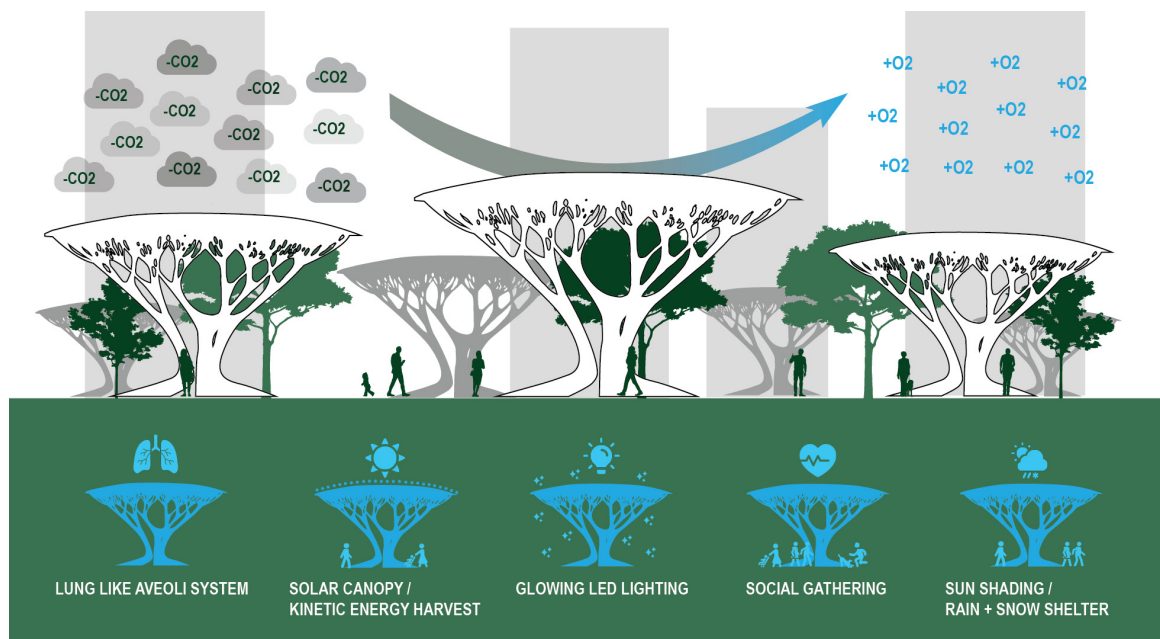 -CO2
-CO2
-CO2
-CO2
-CO2
-CO2
-CO2
-CO2
-CO2
-CO2
-CO2
-CO2
+O2
+O2
+O2
+O2
+O2
+O2
+O2
+O2
+O2
+O2
+O2
+O2
LUNG LIKE AVEOLI SYSTEM
SOLAR CANOPY /
KINETIC ENERGY HARVEST
GLOWING LED LIGHTING
SOCIAL GATHERING
SUN SHADING /
RAIN + SNOW SHELTER